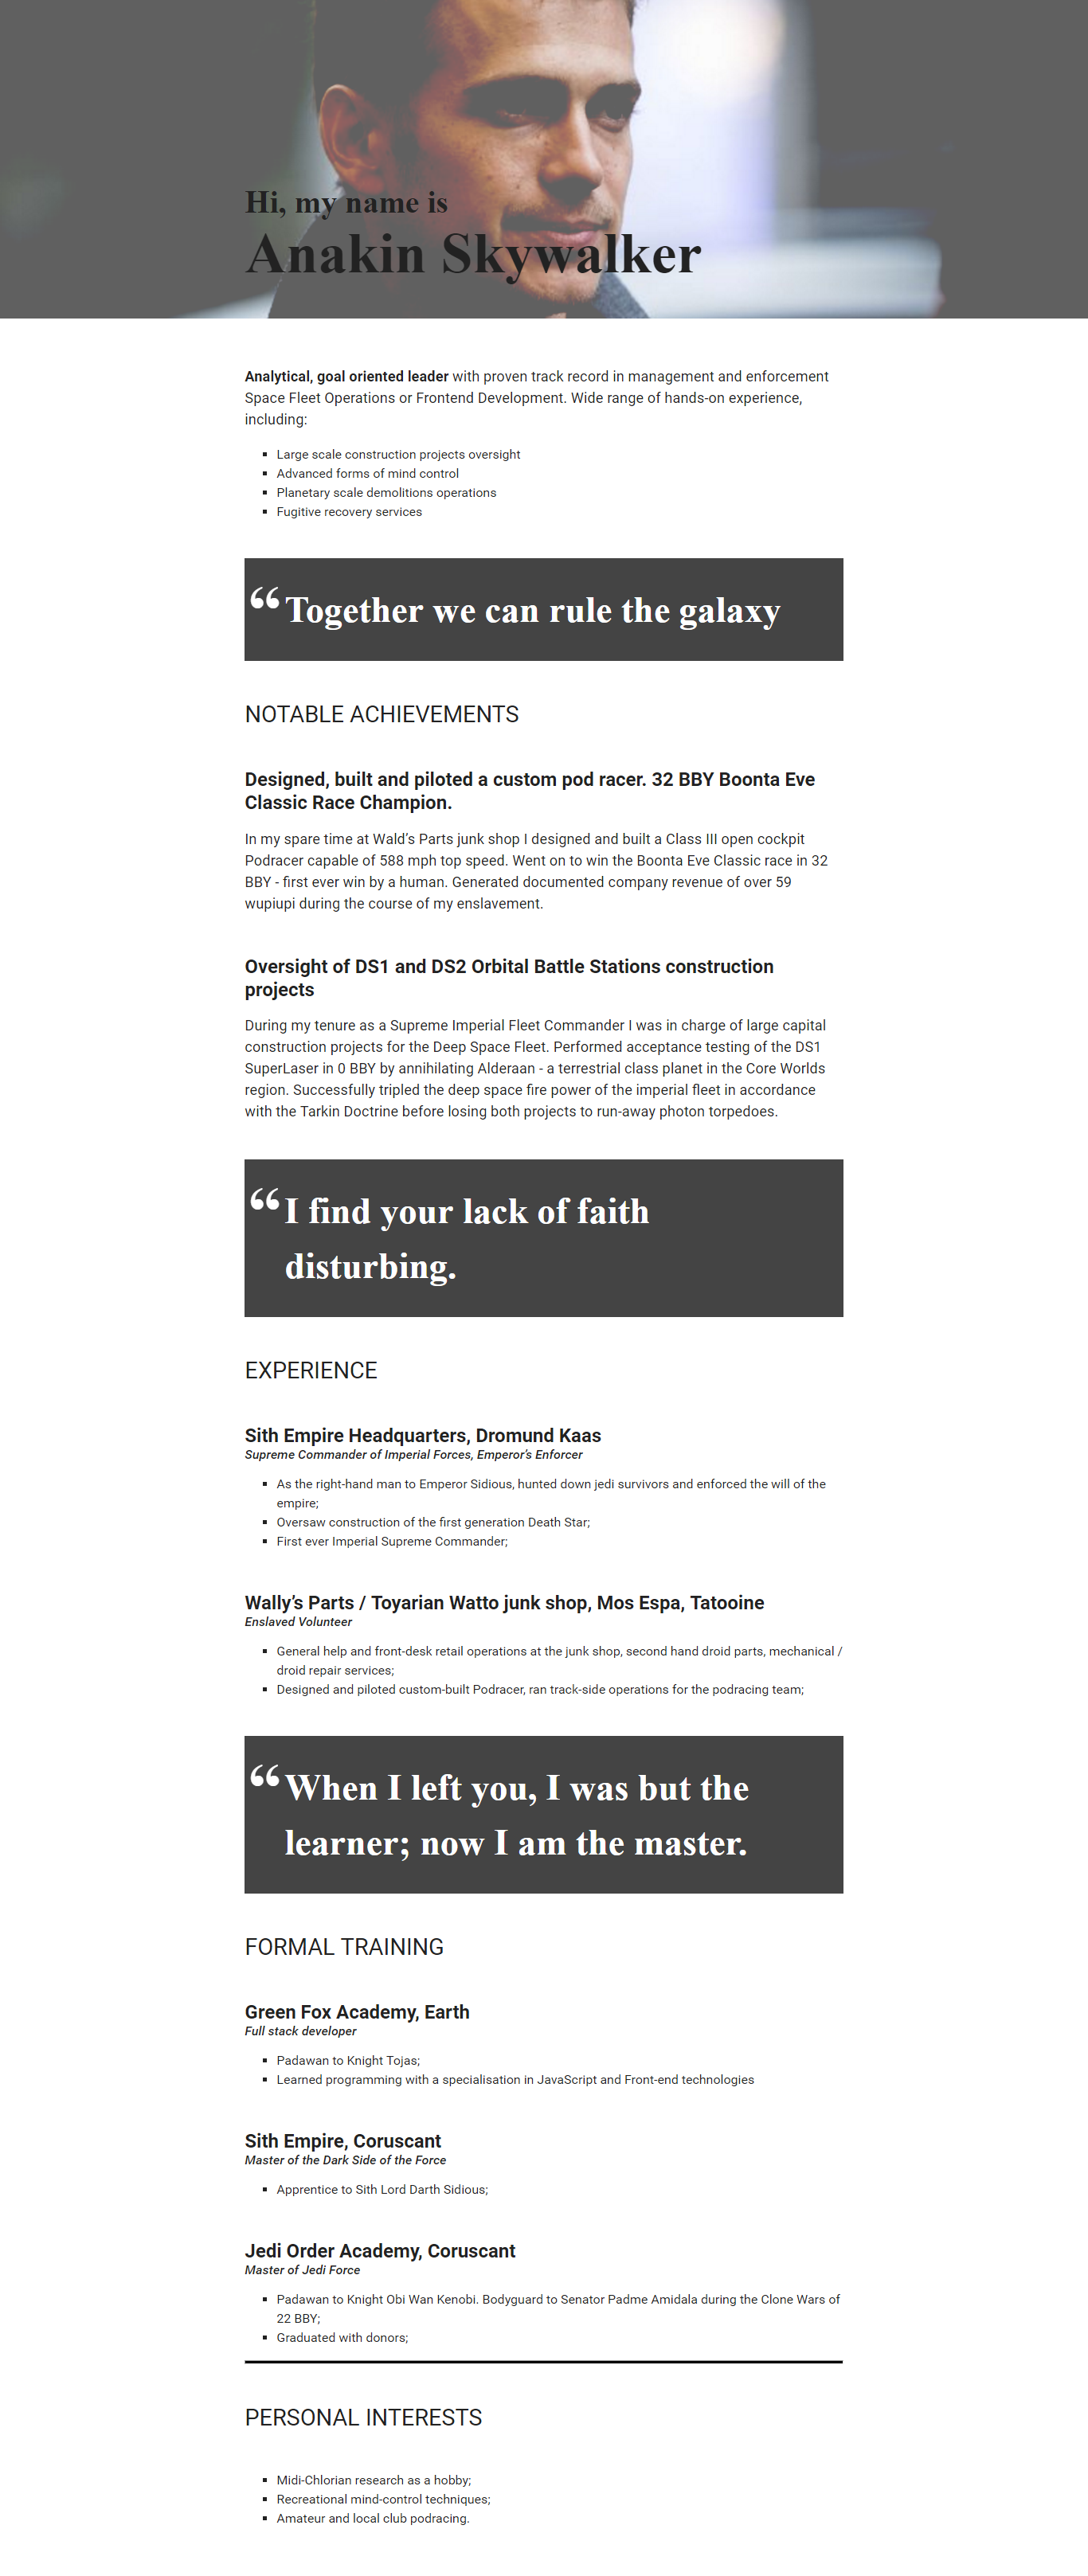 Hi, my name is
Anakin Skywalker
Analytical, goal oriented leader with proven track record in management and enforcement
Space Fleet Operations or Frontend Development. Wide range of hands-on experience,
including:
▪ Large scale construction projects oversight
▪ Advanced forms of mind control
▪ Planetary scale demolitions operations
▪ Fugitive recovery services
“ Together we can rule the galaxy
NOTABLE ACHIEVEMENTS
Designed, built and piloted a custom pod racer. 32 BBY Boonta Eve
Classic Race Champion.
In my spare time at Wald’s Parts junk shop I designed and built a Class III open cockpit
Podracer capable of 588 mph top speed. Went on to win the Boonta Eve Classic race in 32
BBY - first ever win by a human. Generated documented company revenue of over 59
wupiupi during the course of my enslavement.
Oversight of DS1 and DS2 Orbital Battle Stations construction
projects
During my tenure as a Supreme Imperial Fleet Commander I was in charge of large capital
construction projects for the Deep Space Fleet. Performed acceptance testing of the DS1
SuperLaser in 0 BBY by annihilating Alderaan - a terrestrial class planet in the Core Worlds
region. Successfully tripled the deep space fire power of the imperial fleet in accordance
with the Tarkin Doctrine before losing both projects to run-away photon torpedoes.
“ I find your lack of faith
disturbing.
EXPERIENCE
Sith Empire Headquarters, Dromund Kaas
Supreme Commander of Imperial Forces, Emperor’s Enforcer
▪ As the right-hand man to Emperor Sidious, hunted down jedi survivors and enforced the will of the
empire;
▪ Oversaw construction of the first generation Death Star;
▪ First ever Imperial Supreme Commander;
Wally’s Parts / Toyarian Watto junk shop, Mos Espa, Tatooine
Enslaved Volunteer
▪ General help and front-desk retail operations at the junk shop, second hand droid parts, mechanical /
droid repair services;
▪ Designed and piloted custom-built Podracer, ran track-side operations for the podracing team;
“ When I left you, I was but the
learner; now I am the master.
FORMAL TRAINING
Green Fox Academy, Earth
Full stack developer
▪ Padawan to Knight Tojas;
▪ Learned programming with a specialisation in JavaScript and Front-end technologies
Sith Empire, Coruscant
Master of the Dark Side of the Force
▪ Apprentice to Sith Lord Darth Sidious;
Jedi Order Academy, Coruscant
Master of Jedi Force
▪ Padawan to Knight Obi Wan Kenobi. Bodyguard to Senator Padme Amidala during the Clone Wars of
22 BBY;
▪ Graduated with donors;
PERSONAL INTERESTS
▪ Midi-Chlorian research as a hobby;
▪ Recreational mind-control techniques;
▪ Amateur and local club podracing.